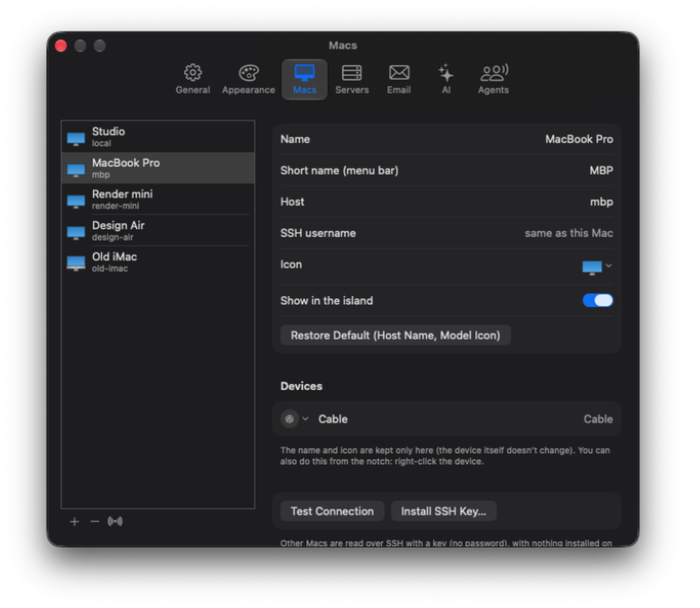 Macs
General
Appearance
Macs
Servers
Email
AI
Agents
Studio
local
MacBook Pro
mbp
Render mini
render-mini
Design Air
design-air
Old iMac
old-imac
Name
MacBook Pro
Short name (menu bar)
MBP
Host
mbp
SSH username
same as this Mac
Icon
Show in the island
Restore Default (Host Name, Model Icon)
Devices
Cable
Cable
The name and icon are kept only here (the device itself doesn't change). You can
also do this from the notch: right-click the device.
Test Connection
Install SSH Key...
Other Macs are read over SSH with a key (no password), with nothing installed on